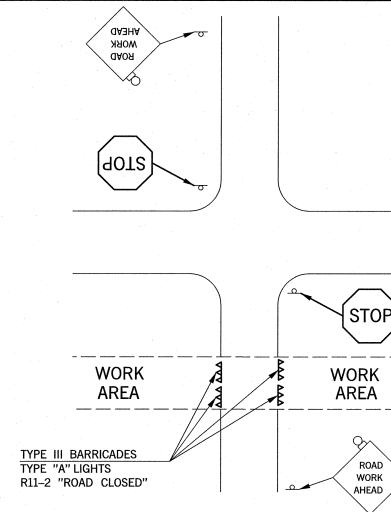 ROAD
WORK
AHEAD
STOP
STOP
WORK
AREA
WORK
AREA
TYPE III BARRICADES
TYPE "A" LIGHTS
R11-2 "ROAD CLOSED"
ROAD
WORK
AHEAD